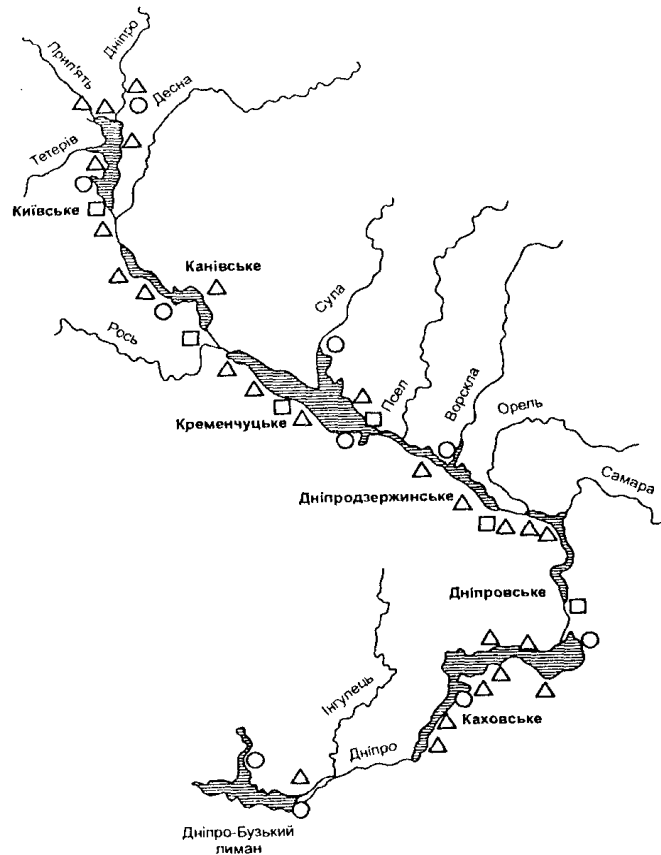 Дніпро
Прип'ять
Десна
Тетерів
Київське
Канівське
Сула
Рось
Псел
Ворскла
Орель
Кременчуцьке
Самара
Дніпродзержинське
Дніпровське
Інгулець
Каховське
Дніпро
Дніпро-Бузький
лиман